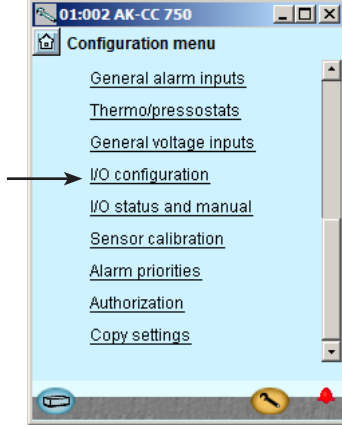 01:002 AK-CC 750
Configuration menu
General alarm inputs
Thermo/pressostats
General voltage inputs
I/O configuration
I/O status and manual
Sensor calibration
Alarm priorities
Authorization
Copy settings